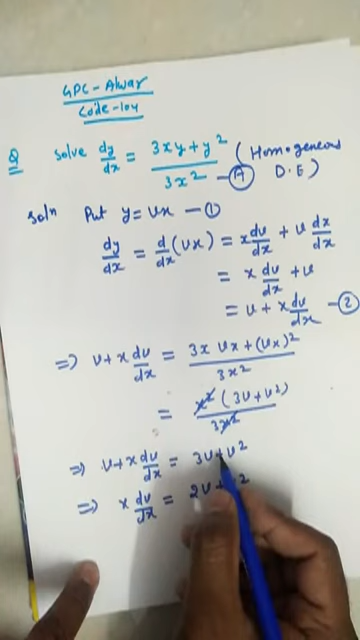 GPC-Alwar
Code-104
Q Solve dy/dx = (3xy+y²)/(3x²) — (A) (Homogeneous D.E)
Soln Put y=vx — (1)
dy/dx = d/dx (vx) = x dv/dx + v dx/dx
= x dv/dx + v
= v + x dv/dx — (2)
⇒ v+x dv/dx = (3x vx+(vx)²)/(3x²)
= x²(3v+v²)/(3x²)
⇒ v+x dv/dx = 3v+v²
⇒ x dv/dx = 2v+ 2